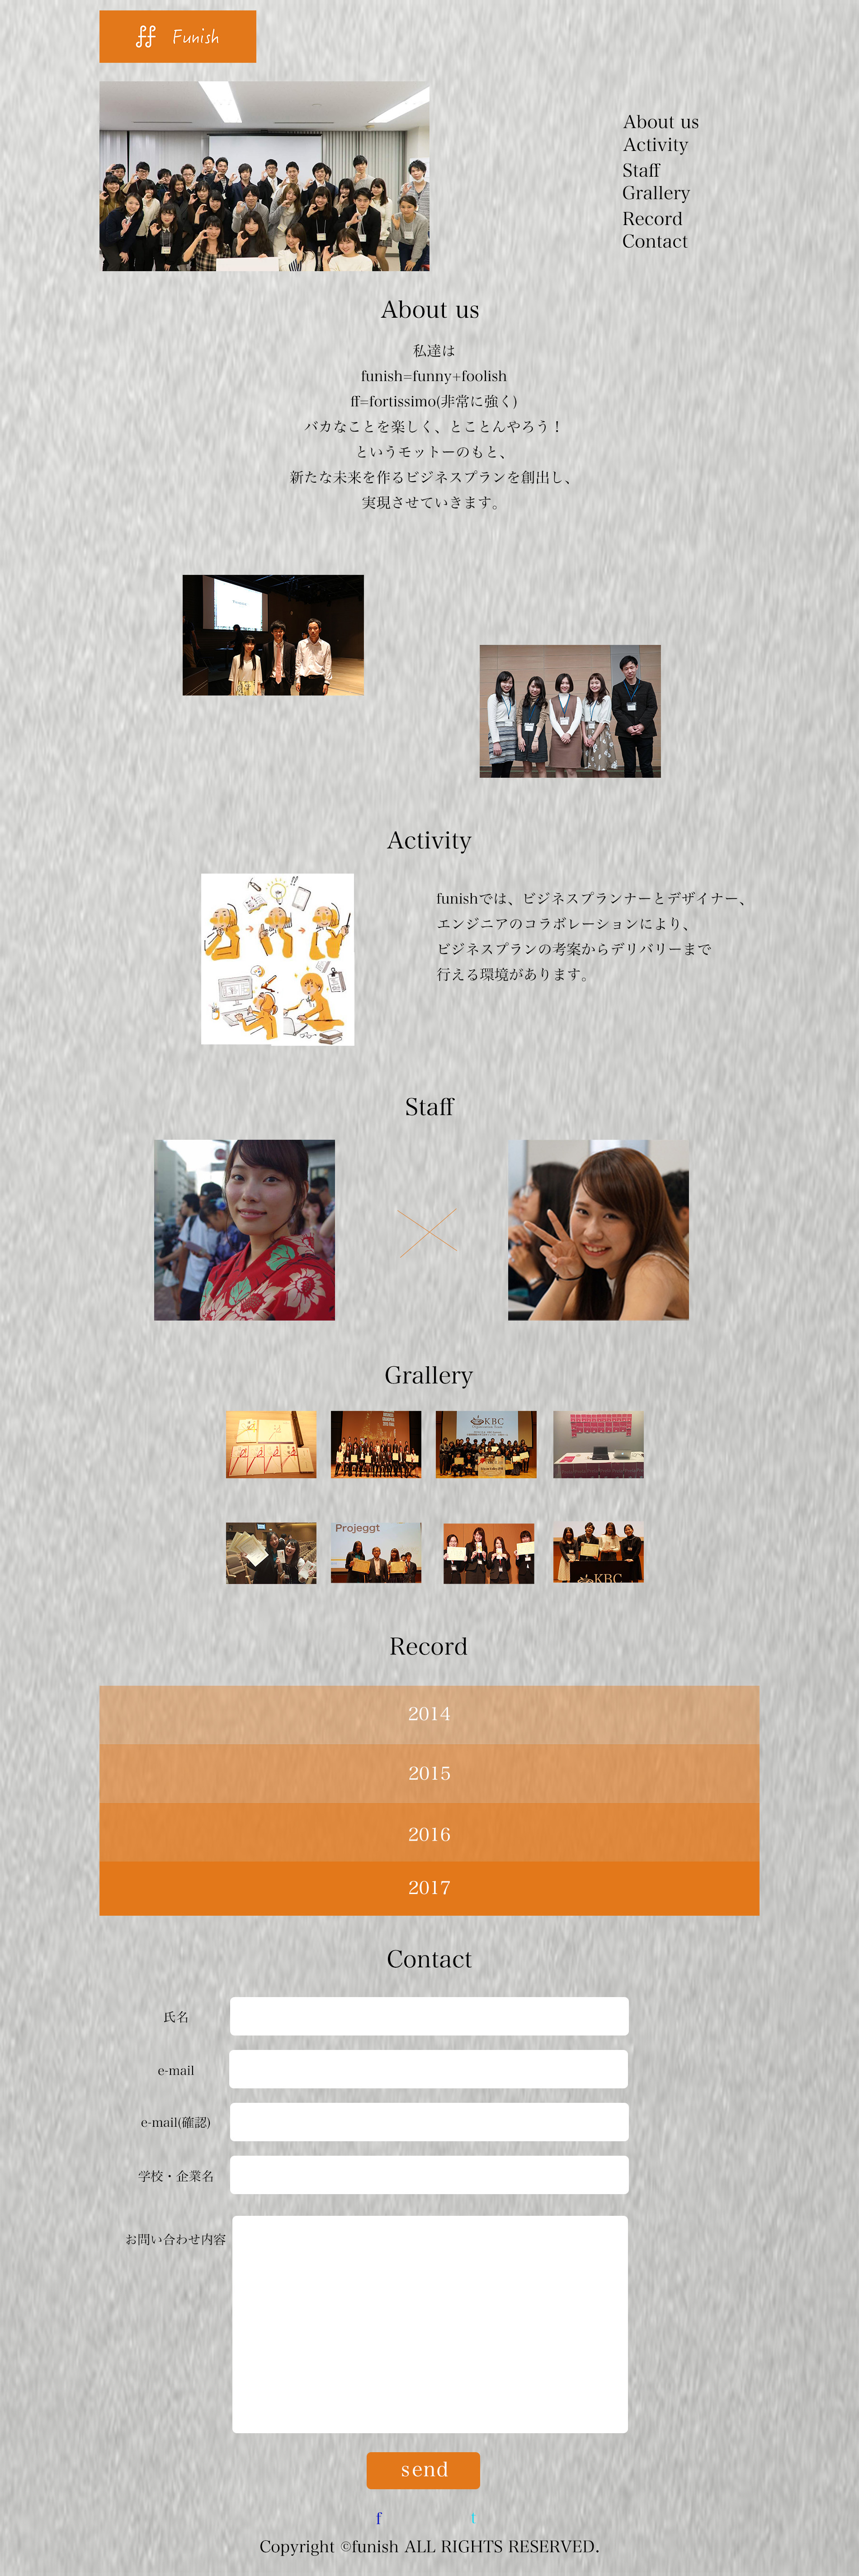 ff Funish
About us
Activity
Staff
Grallery
Record
Contact
About us
私達は
funish=funny+foolish
ff=fortissimo(非常に強く)
バカなことを楽しく、とことんやろう！
というモットーのもと、
新たな未来を作るビジネスプランを創出し、
実現させていきます。
Activity
funishでは、ビジネスプランナーとデザイナー、
エンジニアのコラボレーションにより、
ビジネスプランの考案からデリバリーまで
行える環境があります。
Staff
Grallery
KBC
Projeggt
KBC
Record
2014
2015
2016
2017
Contact
氏名
e-mail
e-mail(確認)
学校・企業名
お問い合わせ内容
send
f t
Copyright ©funish ALL RIGHTS RESERVED.